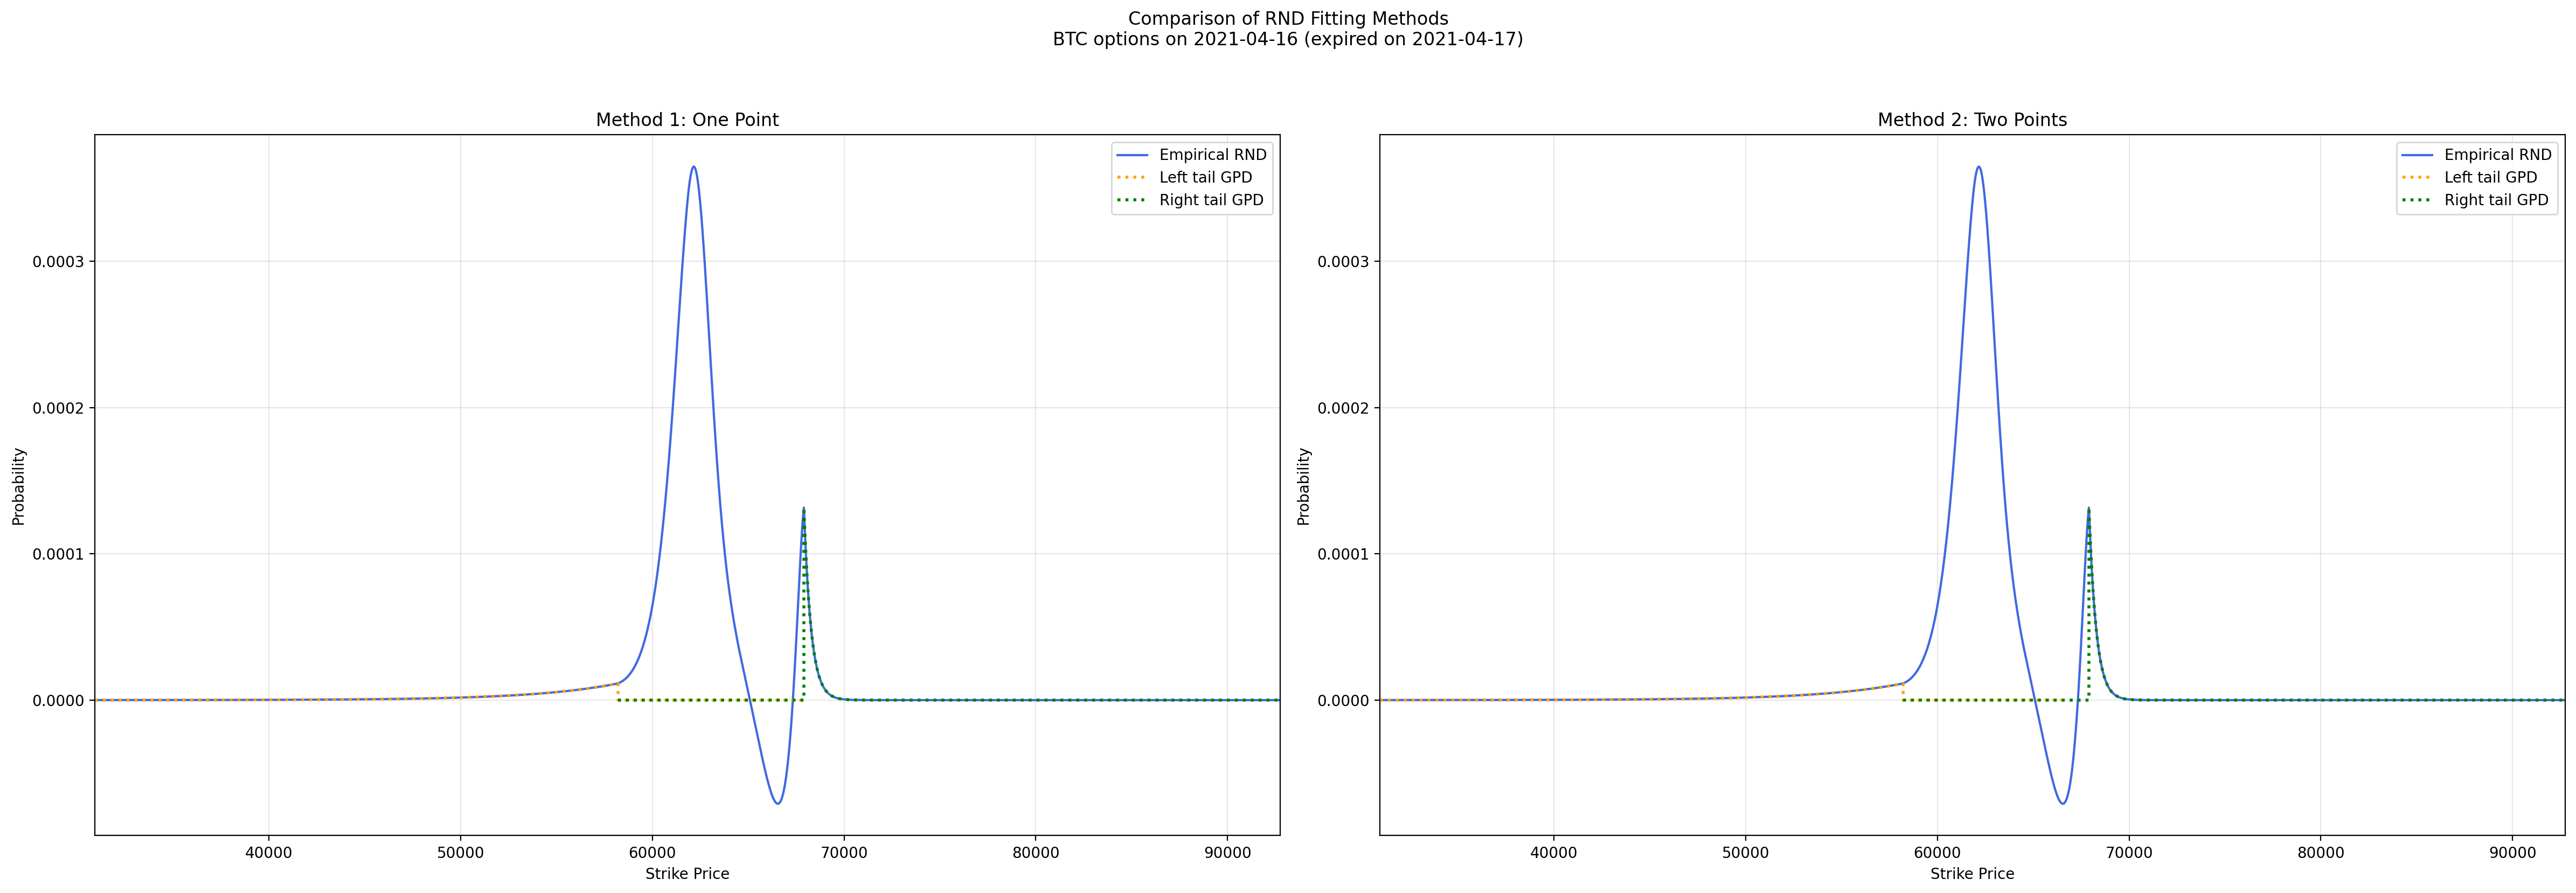 Comparison of RND Fitting Methods
BTC options on 2021-04-16 (expired on 2021-04-17)
Method 1: One Point
Empirical RND
Left tail GPD
Right tail GPD
0.0003
0.0002
0.0001
0.0000
Probability
40000
50000
60000
70000
80000
90000
Strike Price
Method 2: Two Points
Empirical RND
Left tail GPD
Right tail GPD
0.0003
0.0002
0.0001
0.0000
Probability
40000
50000
60000
70000
80000
90000
Strike Price